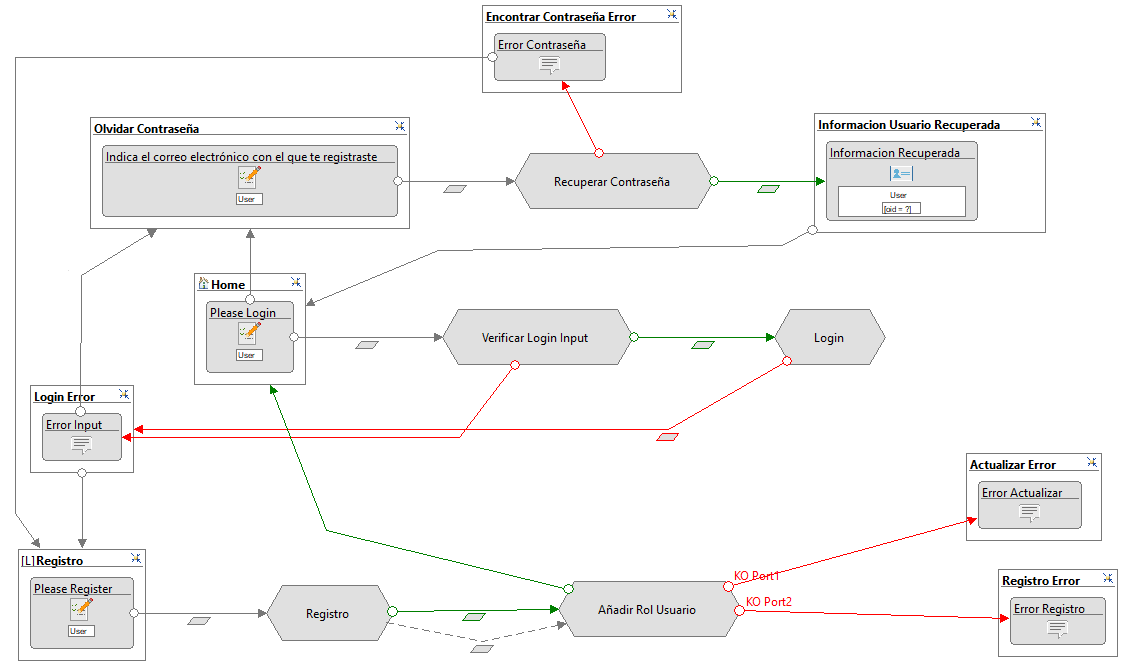 Encontrar Contraseña Error
Error Contraseña
Olvidar Contraseña
Indica el correo electrónico con el que te registraste
User
Recuperar Contraseña
Informacion Usuario Recuperada
Informacion Recuperada
User
[oid = ?]
Home
Please Login
User
Verificar Login Input
Login
Login Error
Error Input
Actualizar Error
Error Actualizar
[L]Registro
Please Register
User
Registro
Añadir Rol Usuario
KO Port1
KO Port2
Registro Error
Error Registro